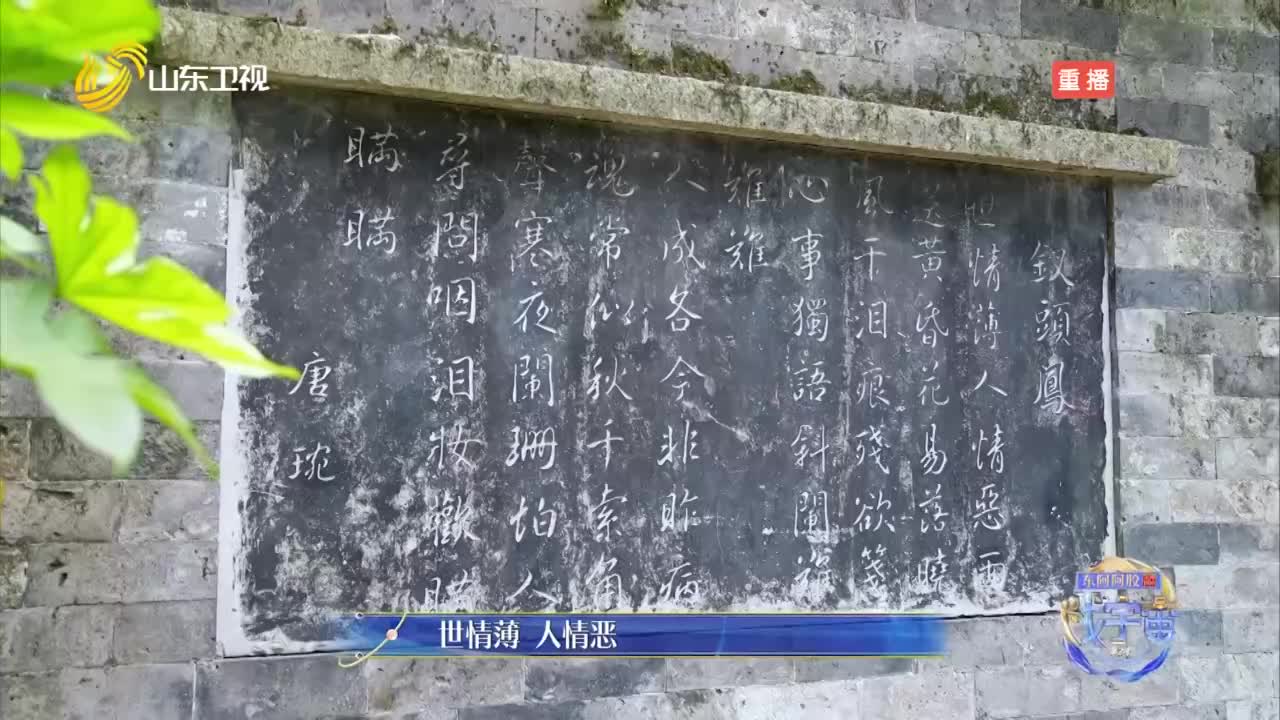 山东卫视
重播
釵頭鳳
世情薄人情惡雨
送黃昏花易落曉
風干泪痕殘欲箋
心事獨語斜闌難
難難
人成各今非昨病
魂常似秋千索角
聲寒夜闌珊怕人
尋問咽泪妝歡瞞
瞞瞞
唐琬
东阿阿胶
世情薄 人情恶